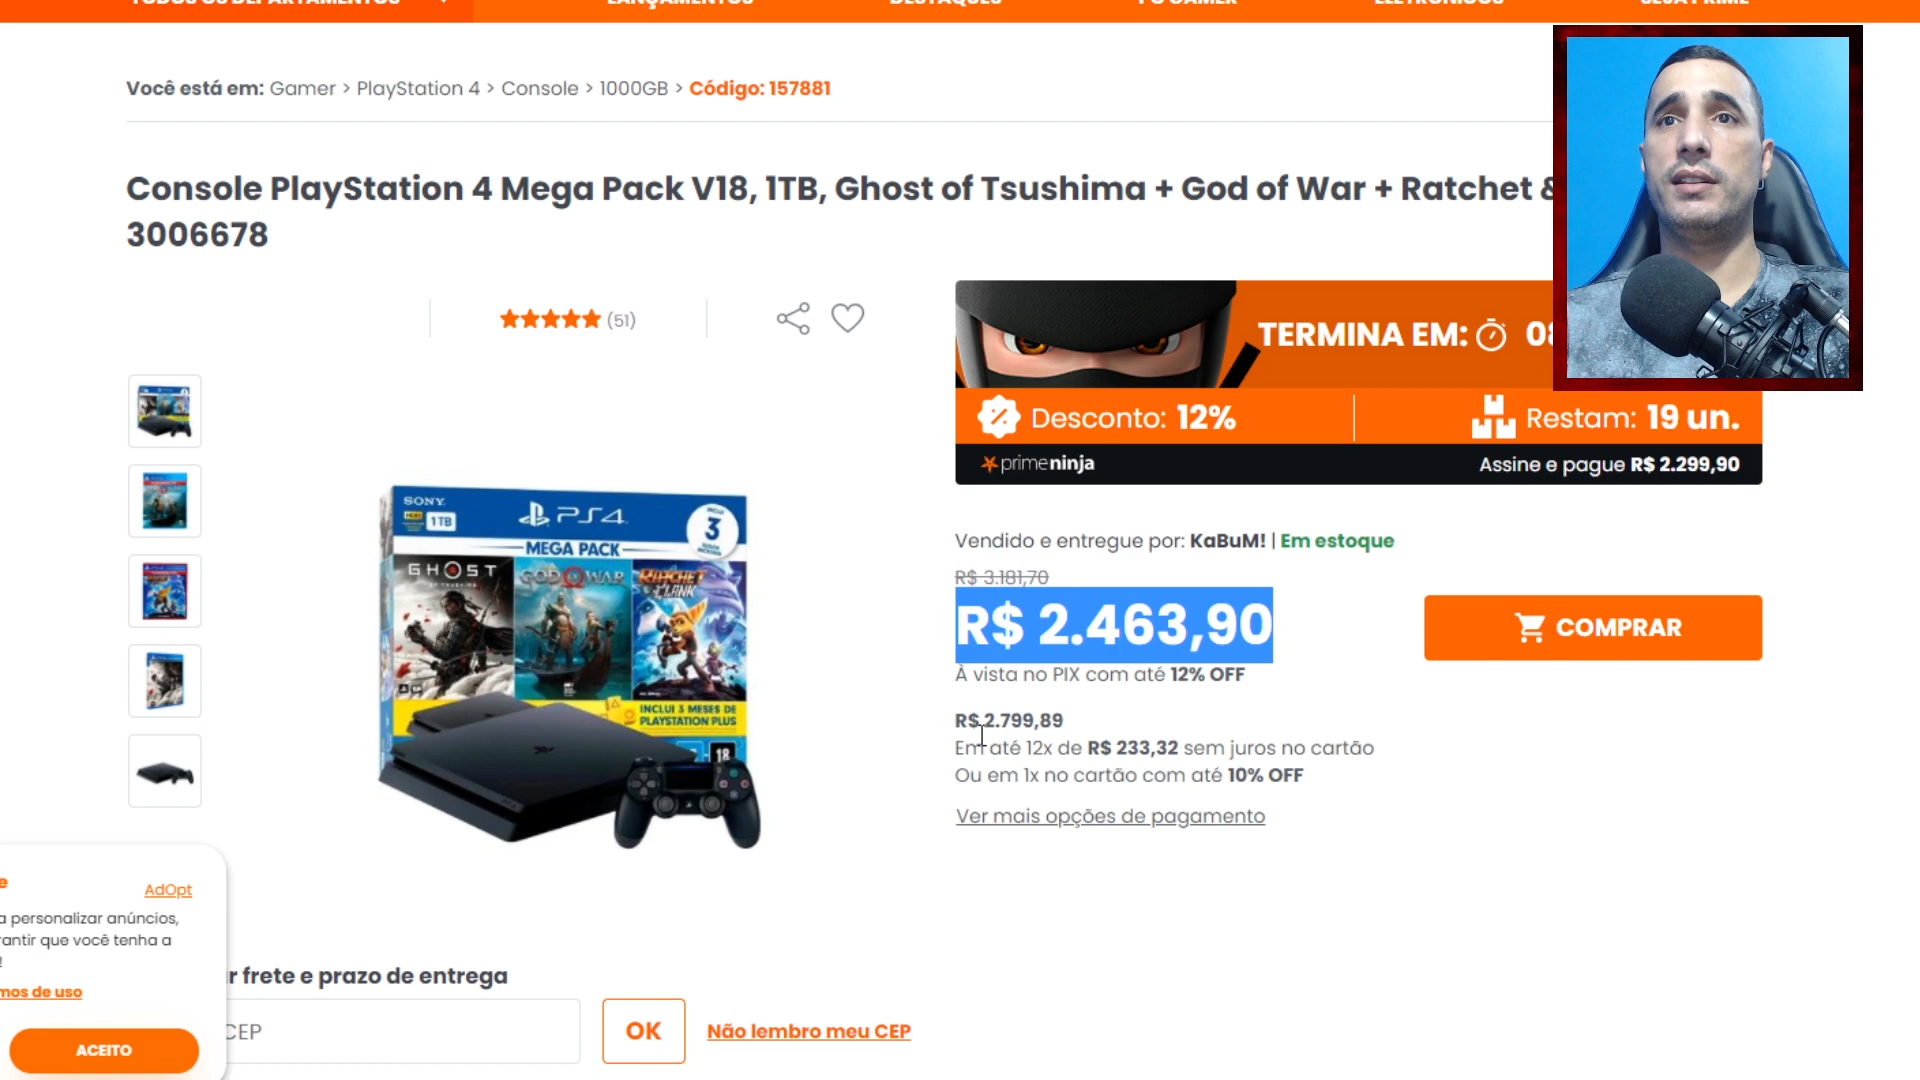 Você está em: Gamer > PlayStation 4 > Console > 1000GB > Código: 157881
Console PlayStation 4 Mega Pack V18, 1TB, Ghost of Tsushima + God of War + Ratchet &
3006678
(51)
TERMINA EM:
Desconto: 12%
Restam: 19 un.
primeninja
Assine e pague R$ 2.299,90
SONY
1TB
PS4
MEGA PACK
3
GHOST
GOD OF WAR
RATCHET
CLANK
INCLUI 3 MESES DE
PLAYSTATION PLUS
18
Vendido e entregue por: KaBuM! | Em estoque
R$ 3.181,70
R$ 2.463,90
COMPRAR
À vista no PIX com até 12% OFF
R$ 2.799,89
Em até 12x de R$ 233,32 sem juros no cartão
Ou em 1x no cartão com até 10% OFF
Ver mais opções de pagamento
AdOpt
a personalizar anúncios,
rantir que você tenha a
mos de uso
ACEITO
r frete e prazo de entrega
CEP
OK
Não lembro meu CEP